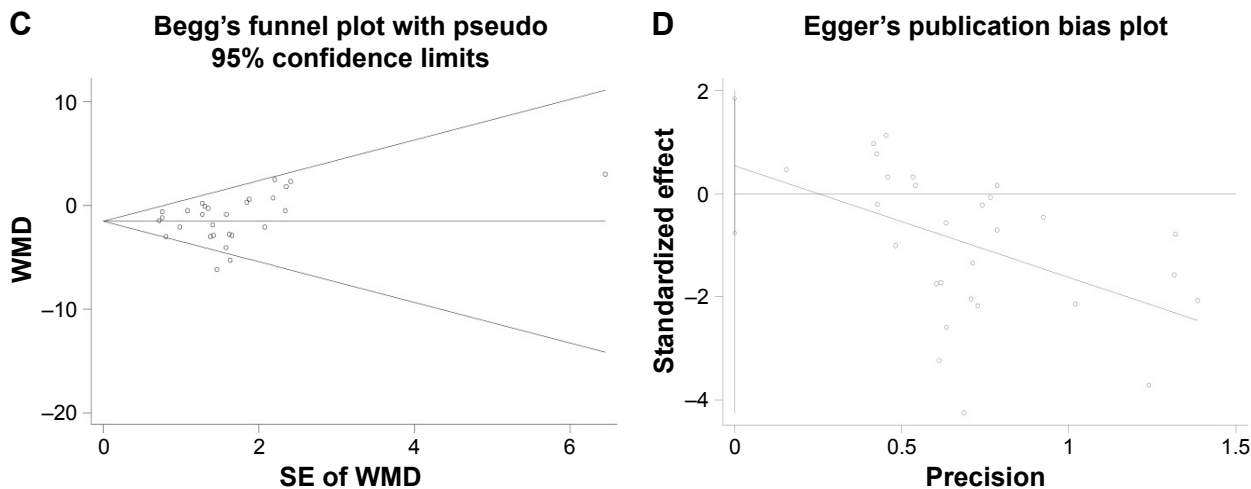 C
Begg’s funnel plot with pseudo
95% confidence limits
10
0
–10
–20
WMD
0
2
4
6
SE of WMD
D
Egger’s publication bias plot
2
0
–2
–4
Standardized effect
0
0.5
1
1.5
Precision